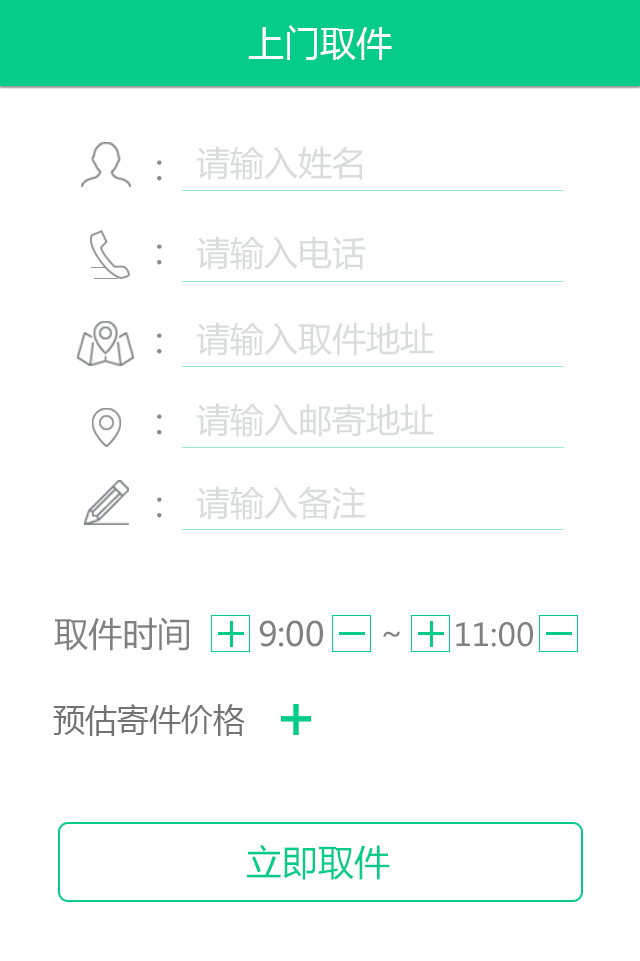 上门取件
： 请输入姓名
： 请输入电话
： 请输入取件地址
： 请输入邮寄地址
： 请输入备注
取件时间 + 9:00 — ~ + 11:00 —
预估寄件价格 +
立即取件